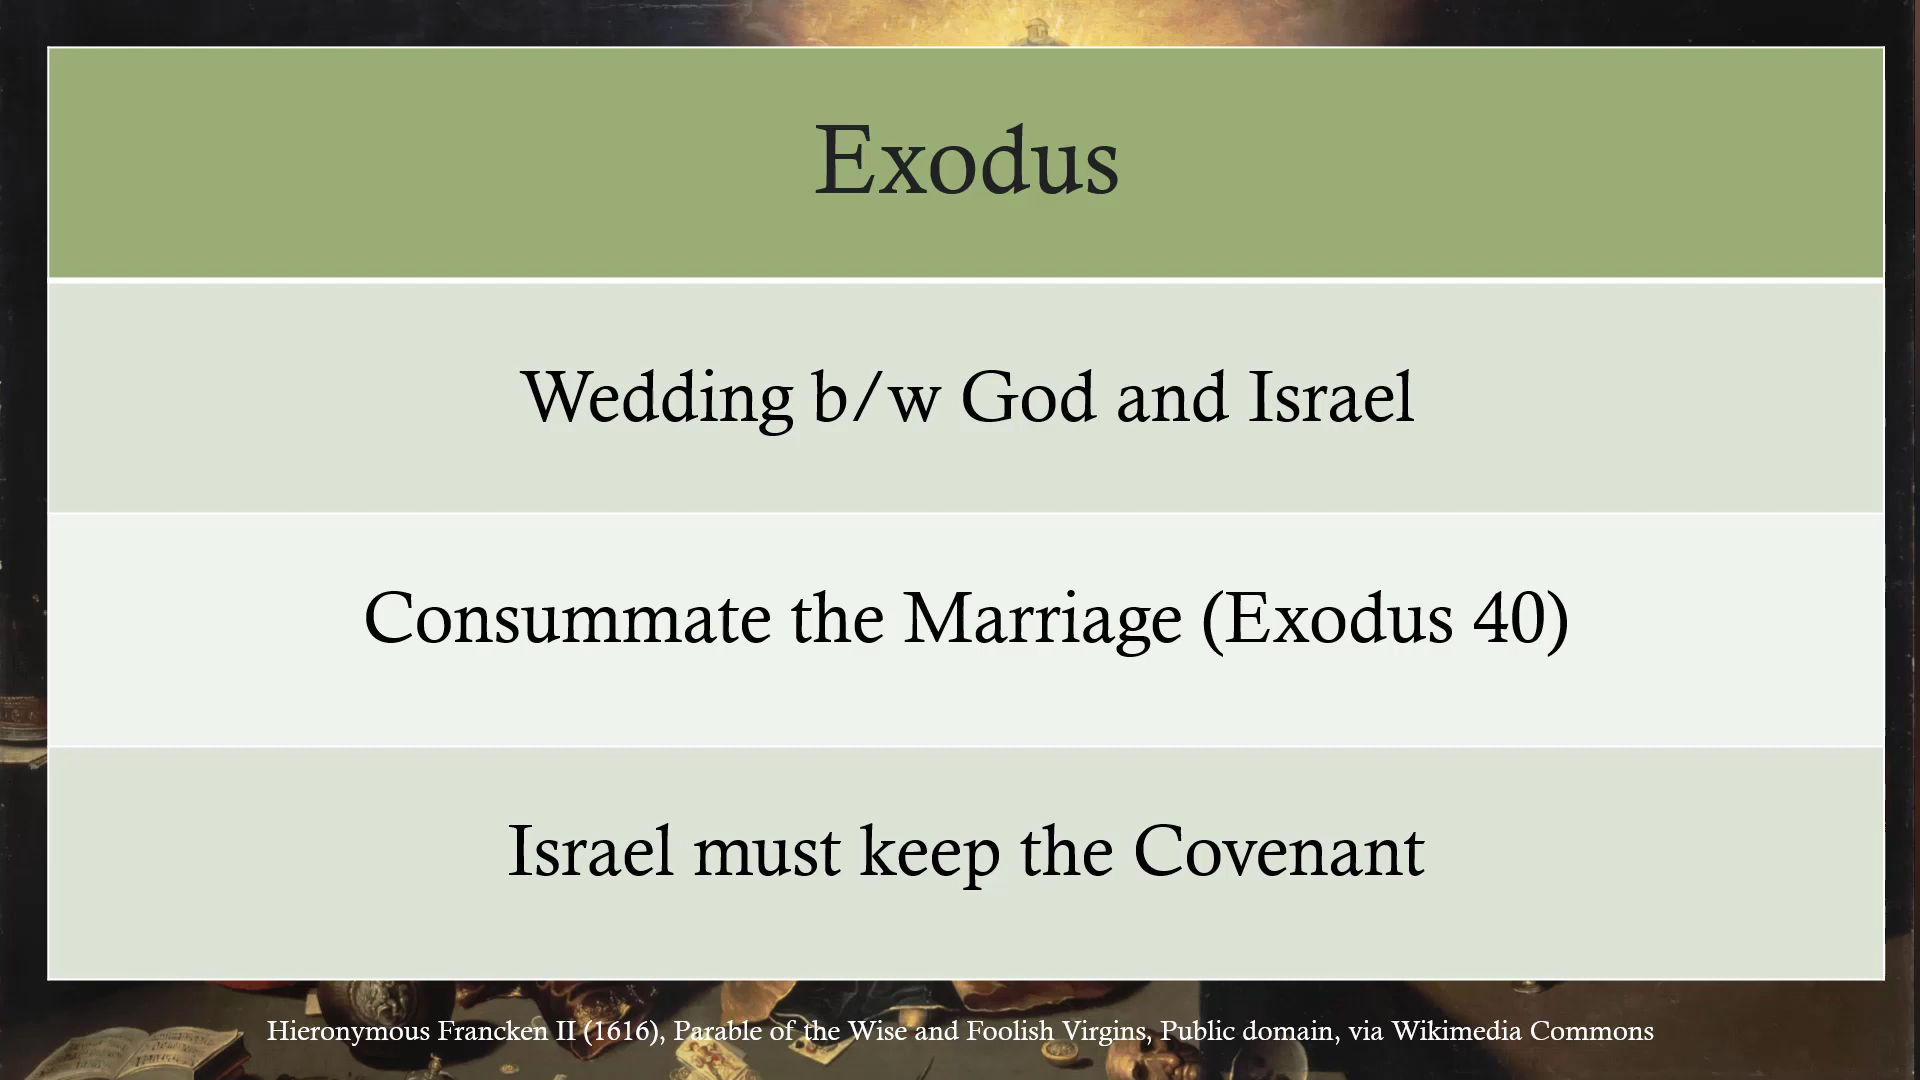 Exodus
Wedding b/w God and Israel
Consummate the Marriage (Exodus 40)
Israel must keep the Covenant
Hieronymous Francken II (1616), Parable of the Wise and Foolish Virgins, Public domain, via Wikimedia Commons